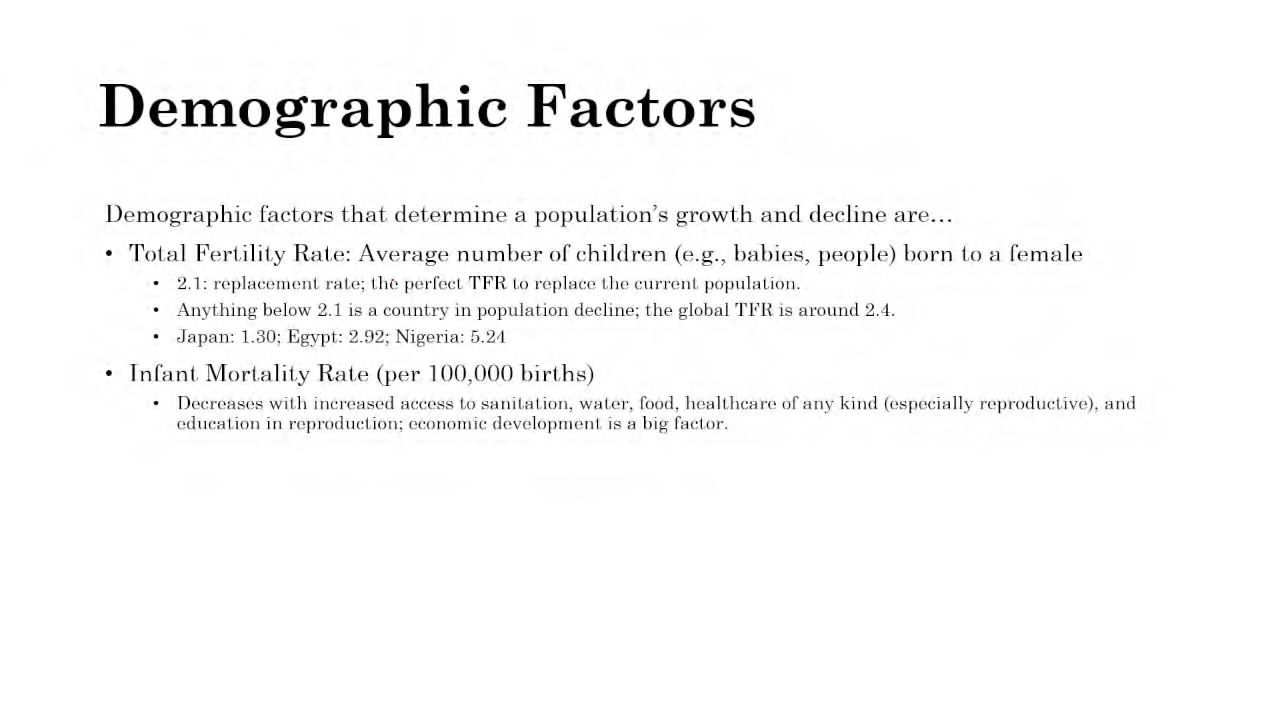 Demographic Factors
Demographic factors that determine a population's growth and decline are…
• Total Fertility Rate: Average number of children (e.g., babies, people) born to a female
• 2.1: replacement rate; the perfect TFR to replace the current population.
• Anything below 2.1 is a country in population decline; the global TFR is around 2.4.
• Japan: 1.30; Egypt: 2.92; Nigeria: 5.24
• Infant Mortality Rate (per 100,000 births)
• Decreases with increased access to sanitation, water, food, healthcare of any kind (especially reproductive), and
education in reproduction; economic development is a big factor.